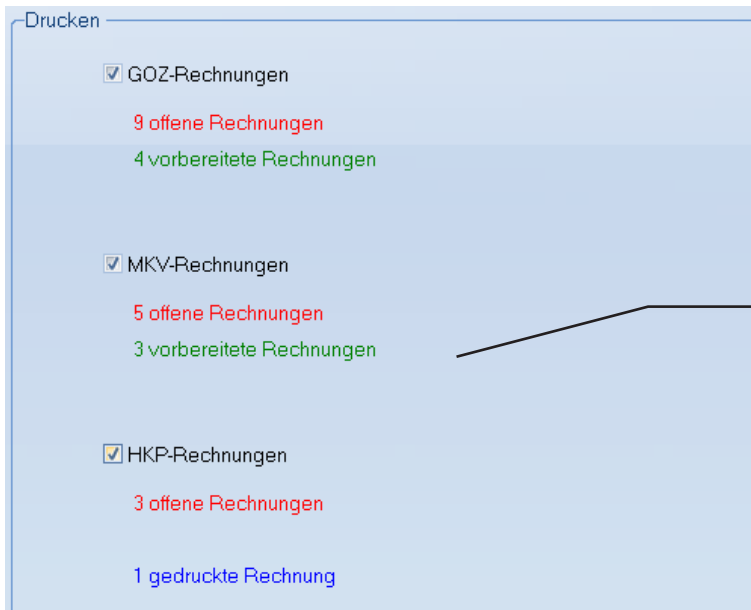 Drucken
GOZ-Rechnungen
9 offene Rechnungen
4 vorbereitete Rechnungen
MKV-Rechnungen
5 offene Rechnungen
3 vorbereitete Rechnungen
HKP-Rechnungen
3 offene Rechnungen
1 gedruckte Rechnung